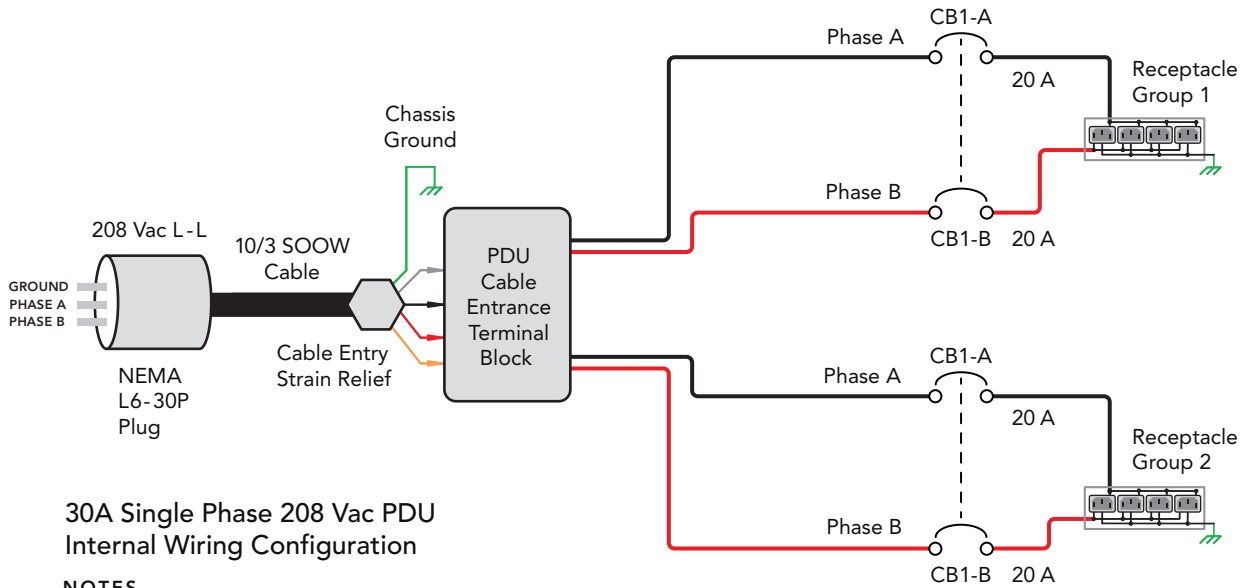 CB1-A
Phase A
20 A
Receptacle
Group 1
Chassis
Ground
Phase B
CB1-B
20 A
208 Vac L-L
10/3 SOOW
Cable
GROUND
PHASE A
PHASE B
PDU
Cable
Entrance
Terminal
Block
Cable Entry
Strain Relief
NEMA
L6-30P
Plug
CB1-A
Phase A
20 A
Receptacle
Group 2
Phase B
CB1-B
20 A
30A Single Phase 208 Vac PDU
Internal Wiring Configuration
NOTES